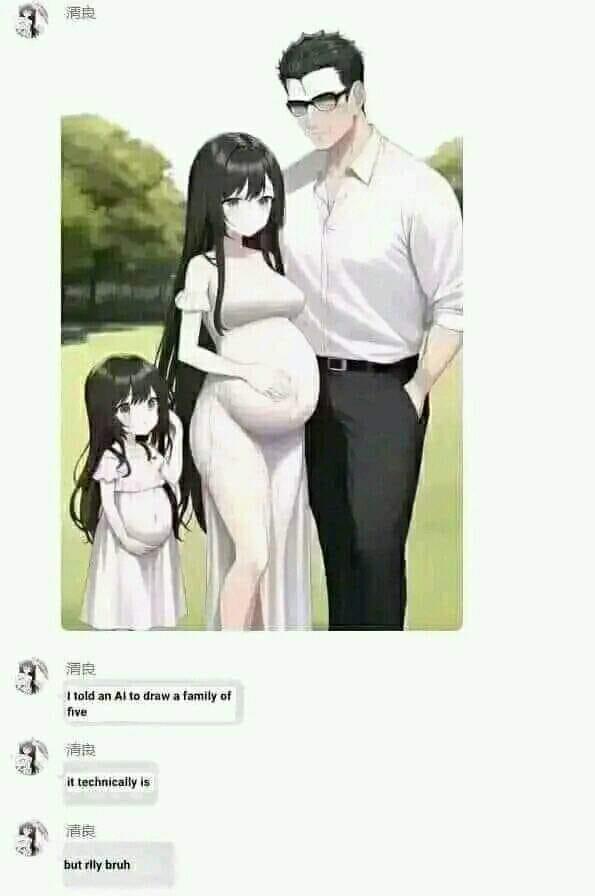 清良
清良
I told an AI to draw a family of
five
清良
it technically is
清良
but rlly bruh